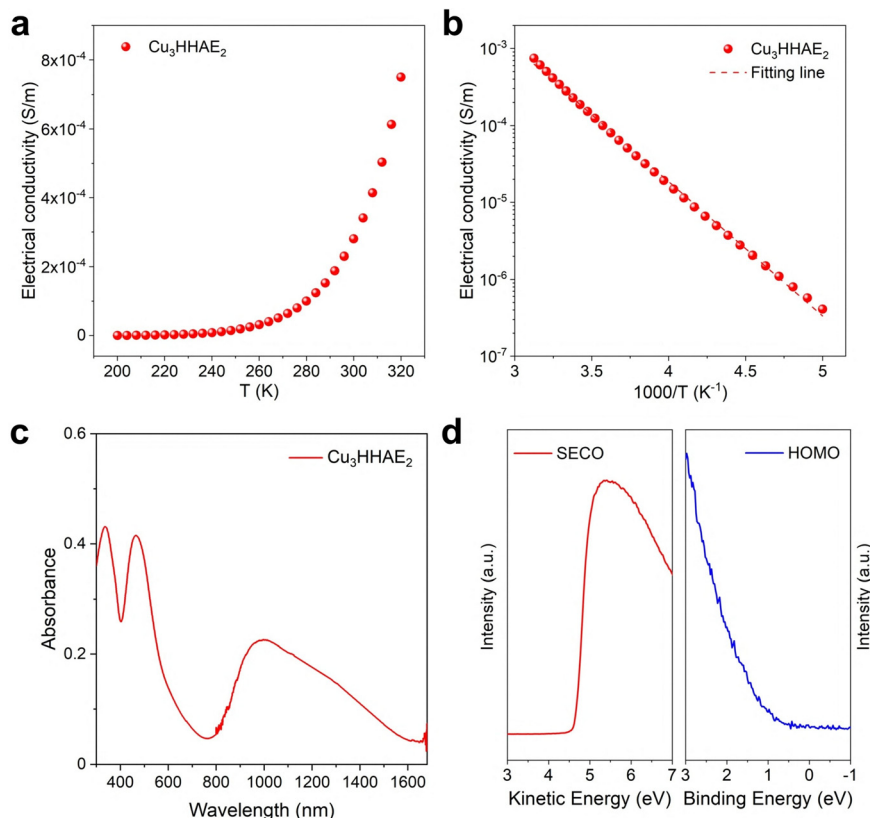 a
Cu₃HHAE₂
Electrical conductivity (S/m)
8x10⁻⁴
6x10⁻⁴
4x10⁻⁴
2x10⁻⁴
0
200 220 240 260 280 300 320
T (K)
b
Cu₃HHAE₂
Fitting line
Electrical conductivity (S/m)
10⁻³
10⁻⁴
10⁻⁵
10⁻⁶
10⁻⁷
3 3.5 4 4.5 5
1000/T (K⁻¹)
c
Cu₃HHAE₂
Absorbance
0.6
0.4
0.2
0.0
400 600 800 1000 1200 1400 1600
Wavelength (nm)
d
SECO
Intensity (a.u.)
3 4 5 6 7
Kinetic Energy (eV)
HOMO
Intensity (a.u.)
3 2 1 0 -1
Binding Energy (eV)